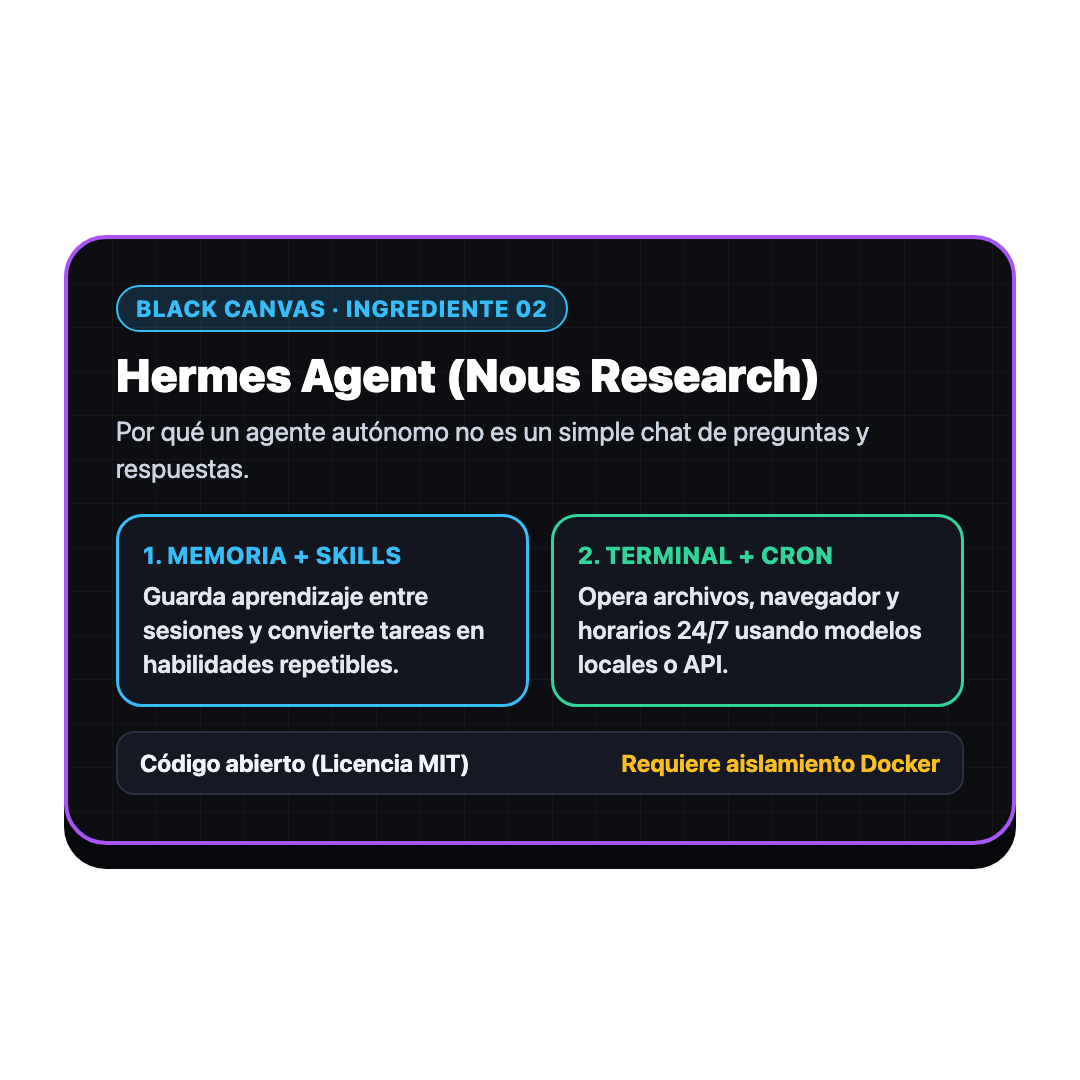 BLACK CANVAS · INGREDIENTE 02
Hermes Agent (Nous Research)
Por qué un agente autónomo no es un simple chat de preguntas y
respuestas.
1. MEMORIA + SKILLS
Guarda aprendizaje entre
sesiones y convierte tareas en
habilidades repetibles.
2. TERMINAL + CRON
Opera archivos, navegador y
horarios 24/7 usando modelos
locales o API.
Código abierto (Licencia MIT)
Requiere aislamiento Docker